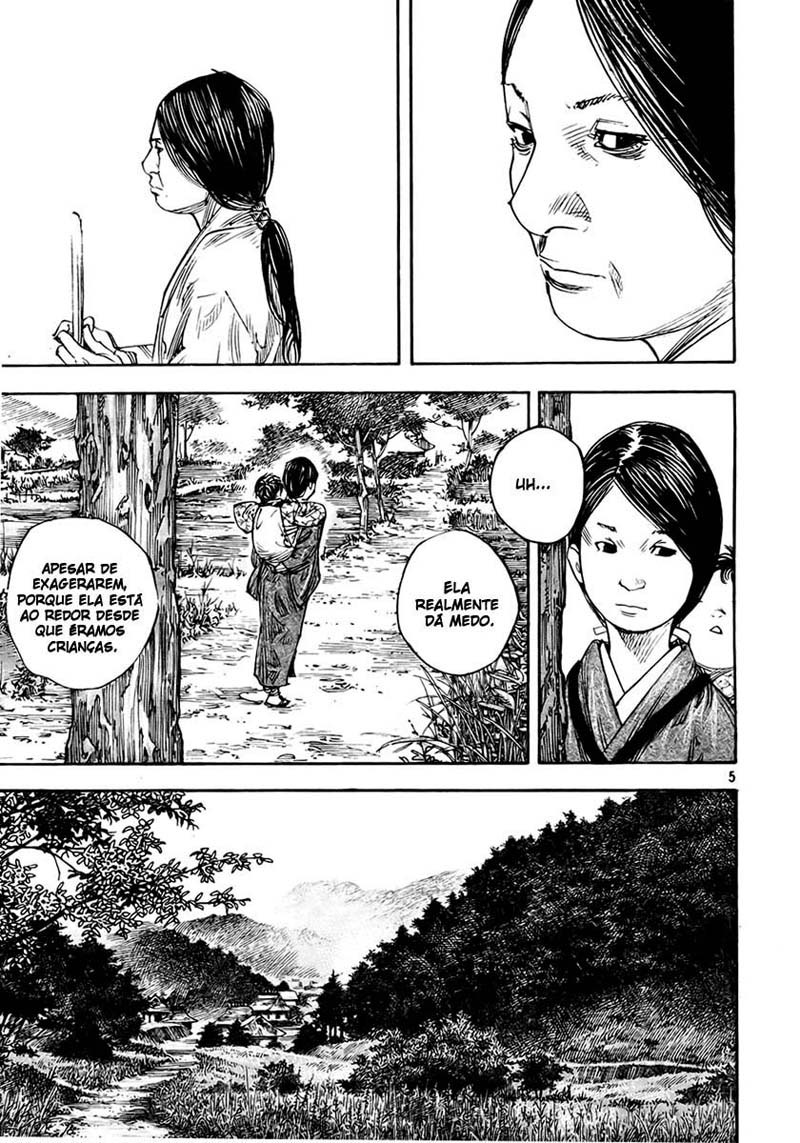 UH...
ELA
REALMENTE
DÁ MEDO.
APESAR DE
EXAGERAREM,
PORQUE ELA ESTÁ
AO REDOR DESDE
QUE ÉRAMOS
CRIANÇAS.
5